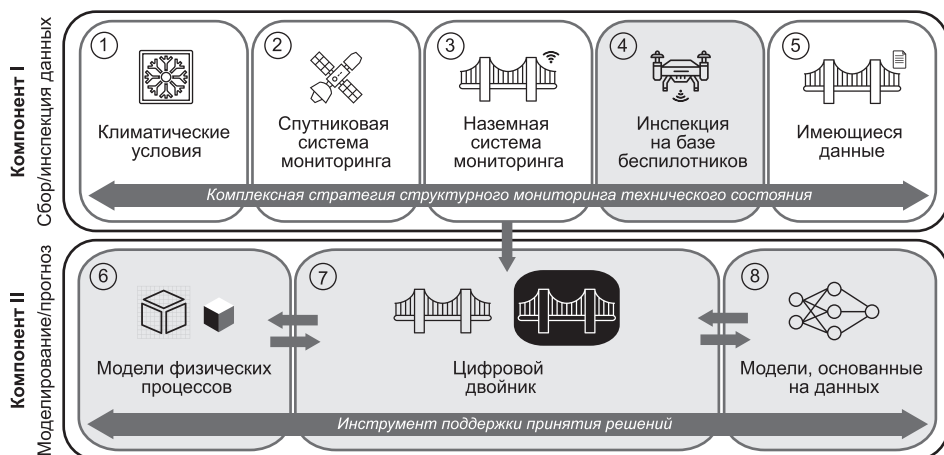 Компонент I
Сбор/инспекция данных
1
Климатические
условия
2
Спутниковая
система
мониторинга
3
Наземная
система
мониторинга
4
Инспекция
на базе
беспилотников
5
Имеющиеся
данные
Комплексная стратегия структурного мониторинга технического состояния
Компонент II
Моделирование/прогноз
6
Модели физических
процессов
7
Цифровой
двойник
8
Модели, основанные
на данных
Инструмент поддержки принятия решений